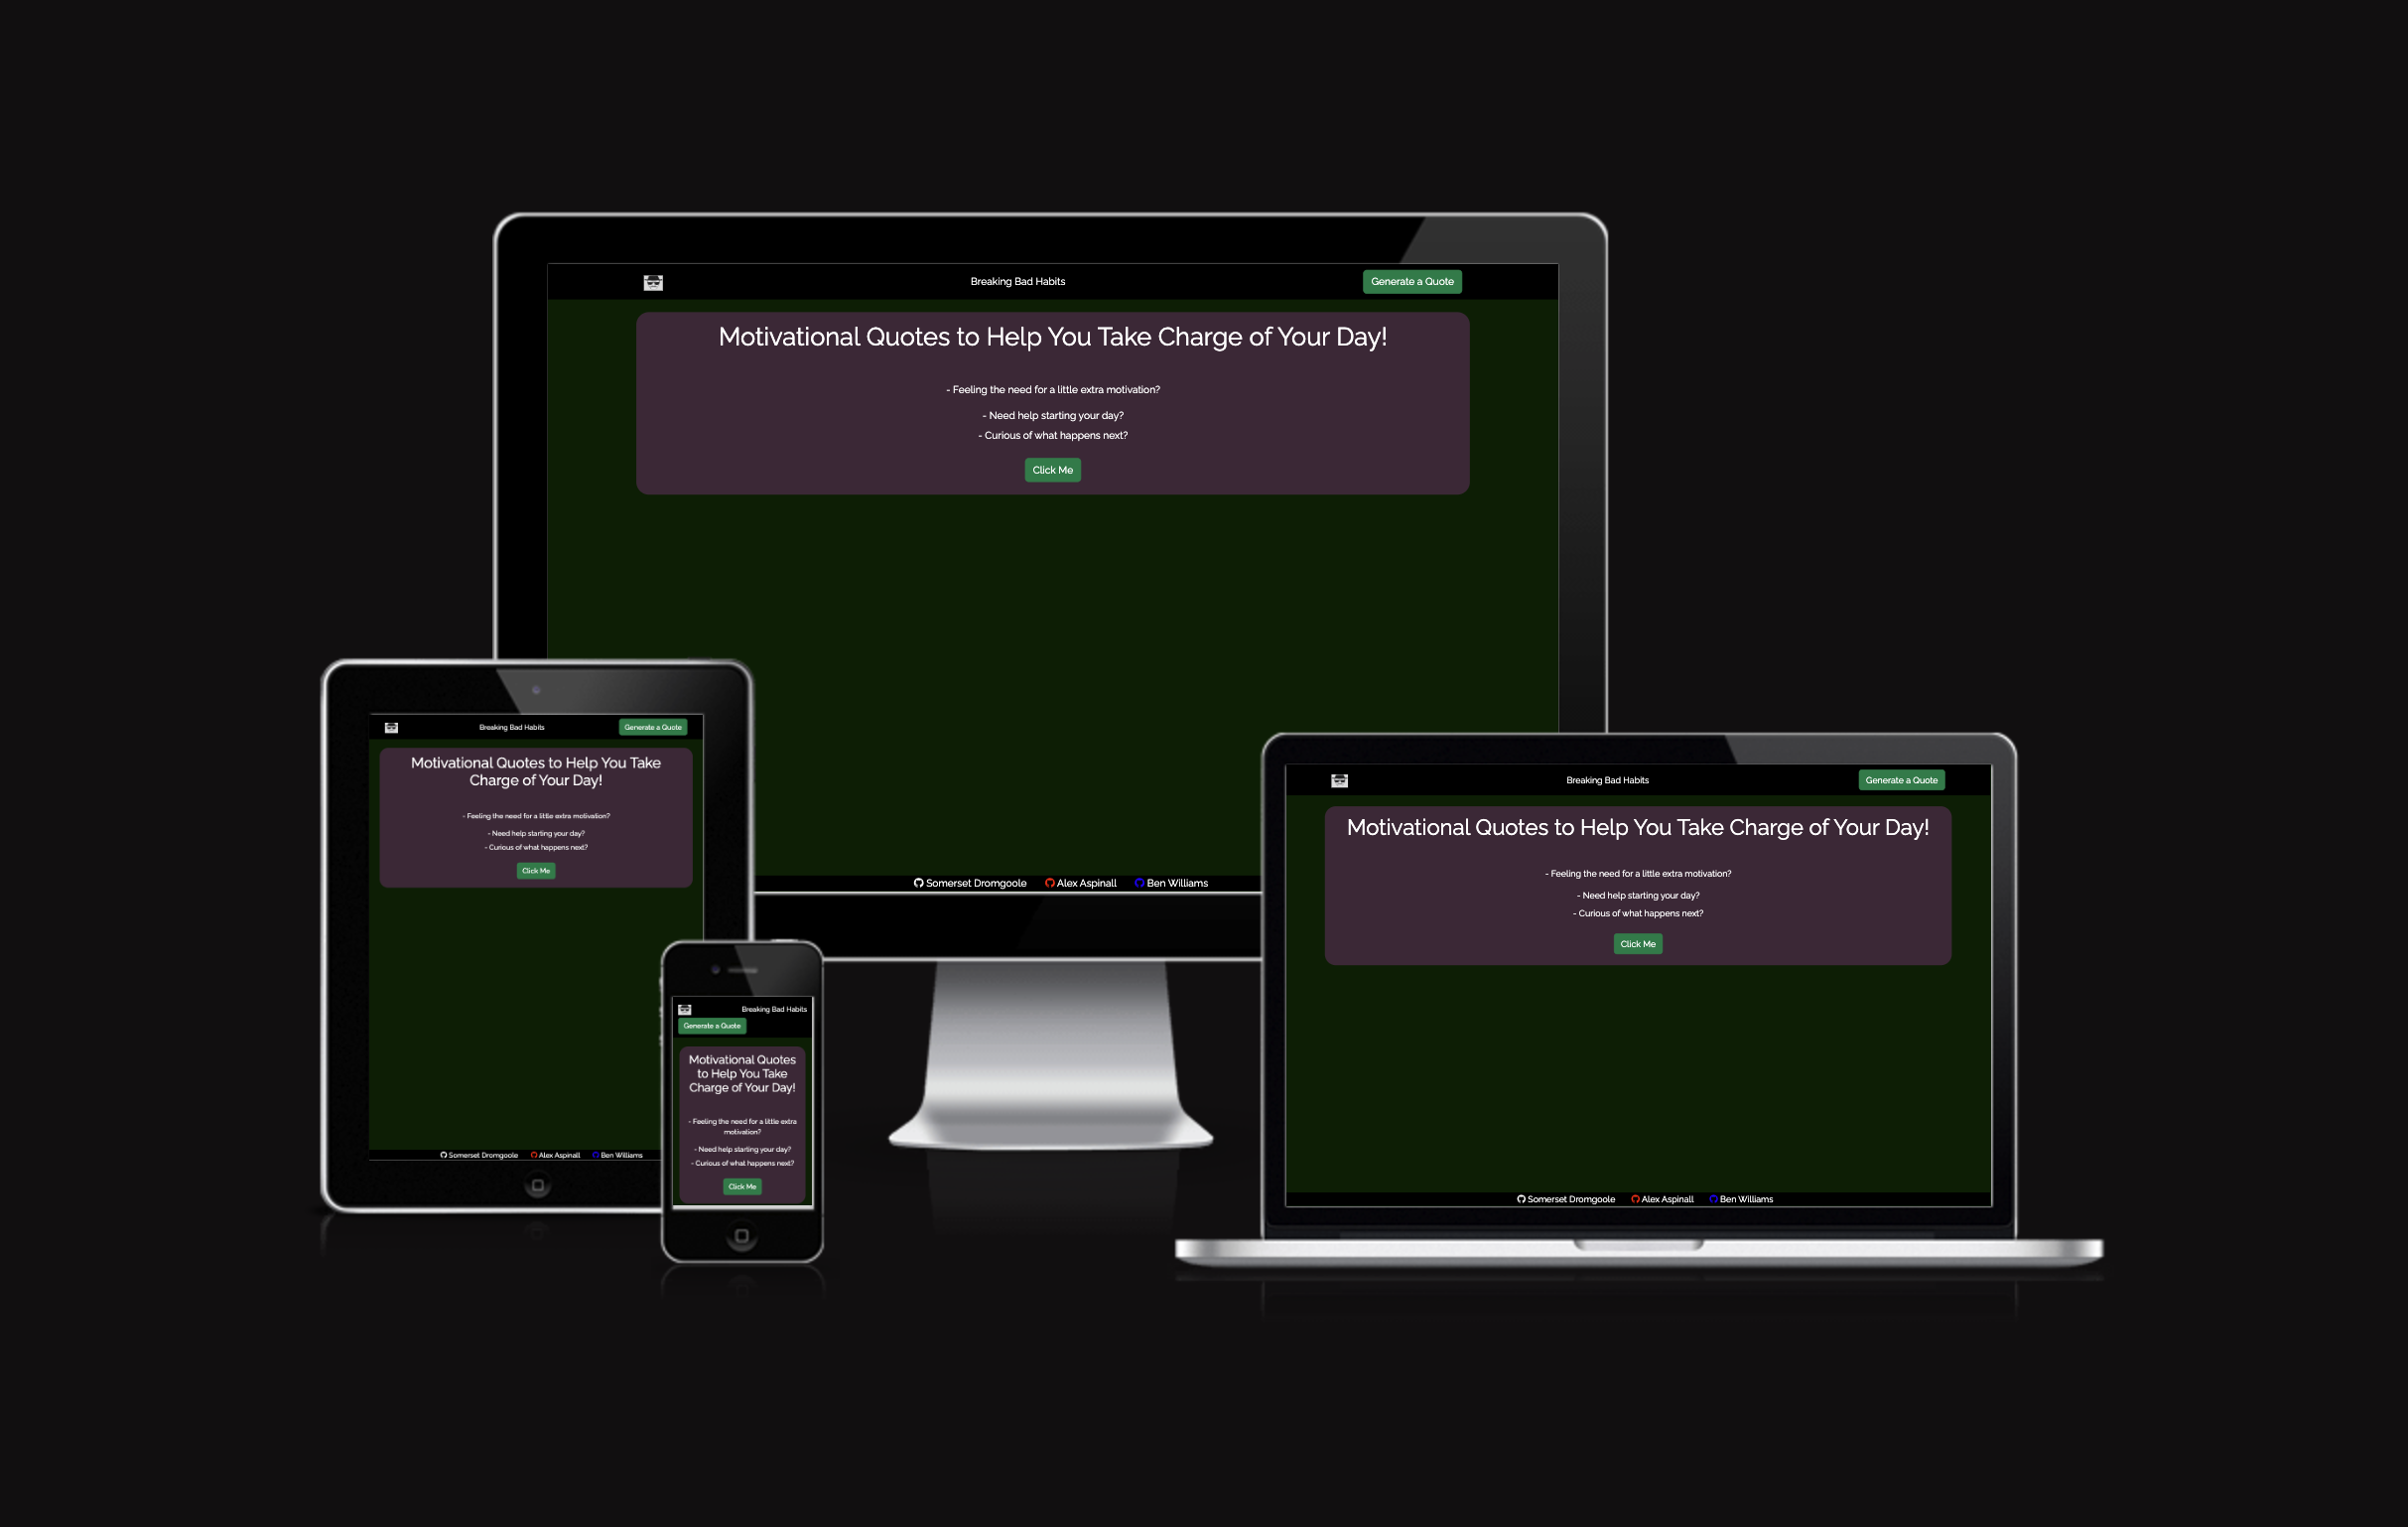 Breaking Bad Habits
Generate a Quote
Motivational Quotes to Help You Take Charge of Your Day!
- Feeling the need for a little extra motivation?
- Need help starting your day?
- Curious of what happens next?
Click Me
Somerset Dromgoole Alex Aspinall Ben Williams
Breaking Bad Habits
Generate a Quote
Motivational Quotes to Help You Take
Charge of Your Day!
- Feeling the need for a little extra motivation?
- Need help starting your day?
- Curious of what happens next?
Click Me
Somerset Dromgoole Alex Aspinall Ben Williams
Breaking Bad Habits
Generate a Quote
Motivational Quotes
to Help You Take
Charge of Your Day!
- Feeling the need for a little extra
motivation?
- Need help starting your day?
- Curious of what happens next?
Click Me
Breaking Bad Habits
Generate a Quote
Motivational Quotes to Help You Take Charge of Your Day!
- Feeling the need for a little extra motivation?
- Need help starting your day?
- Curious of what happens next?
Click Me
Somerset Dromgoole Alex Aspinall Ben Williams